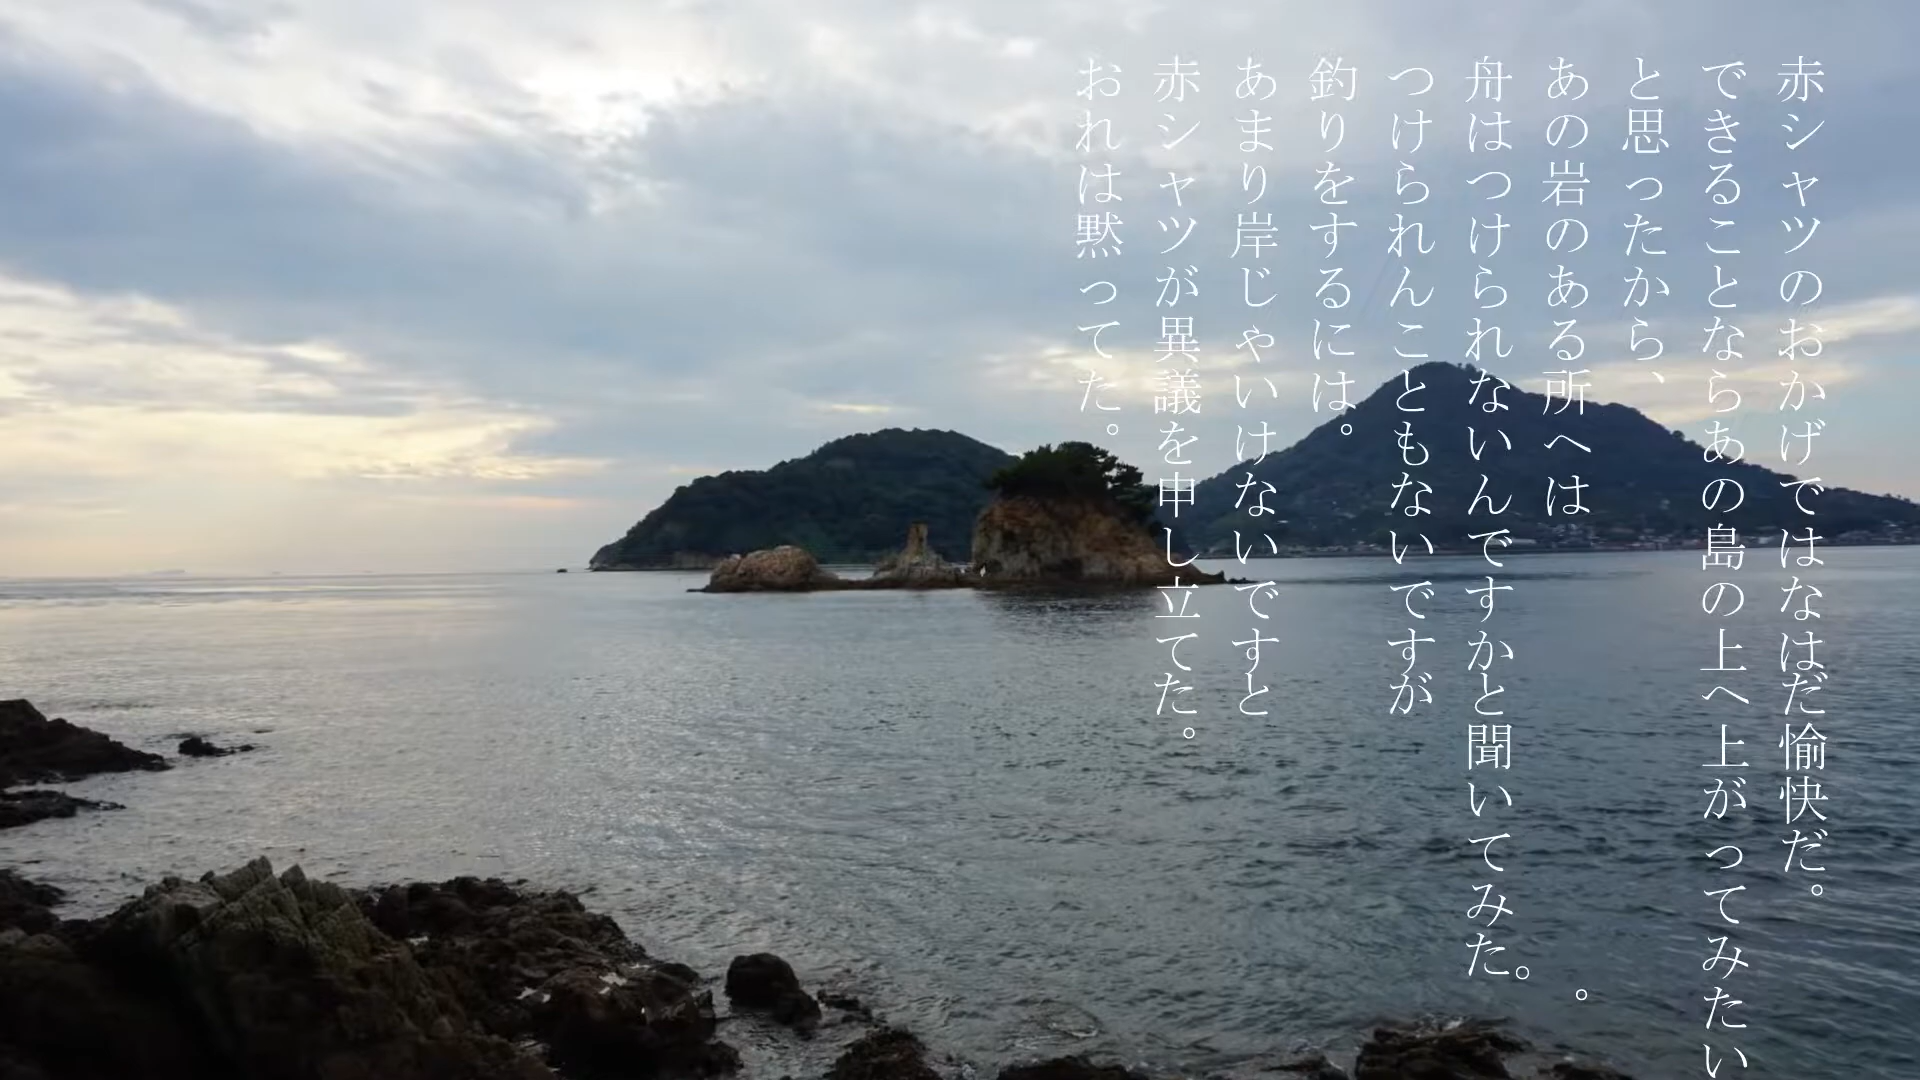 赤シャツのおかげではなはだ愉快だ。
できることならあの島の上へ上がってみたい
と思ったから、
あの岩のある所へは
。
舟はつけられないんですかと聞いてみた。
つけられんこともないですが
釣りをするには。
あまり岸じゃいけないですと
赤シャツが異議を申し立てた。
おれは黙ってた。